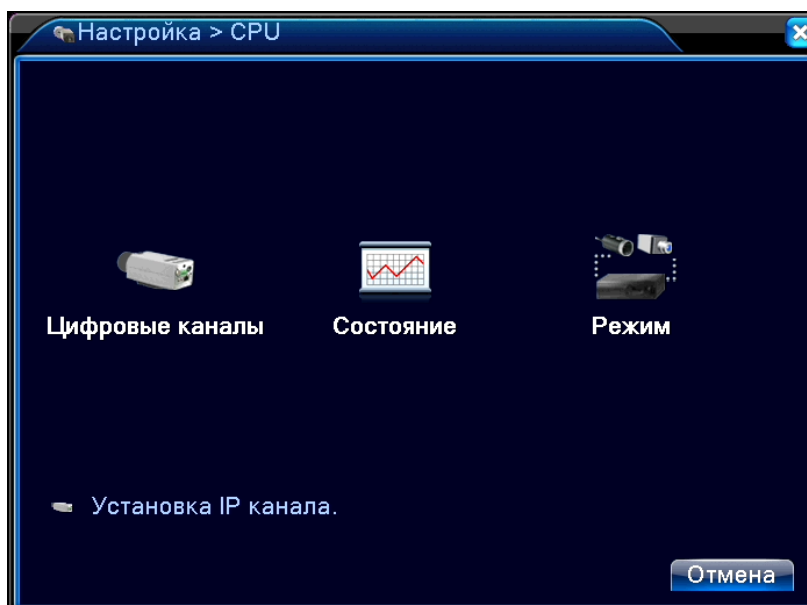 Настройка > CPU
Цифровые каналы
Состояние
Режим
Установка IP канала.
Отмена